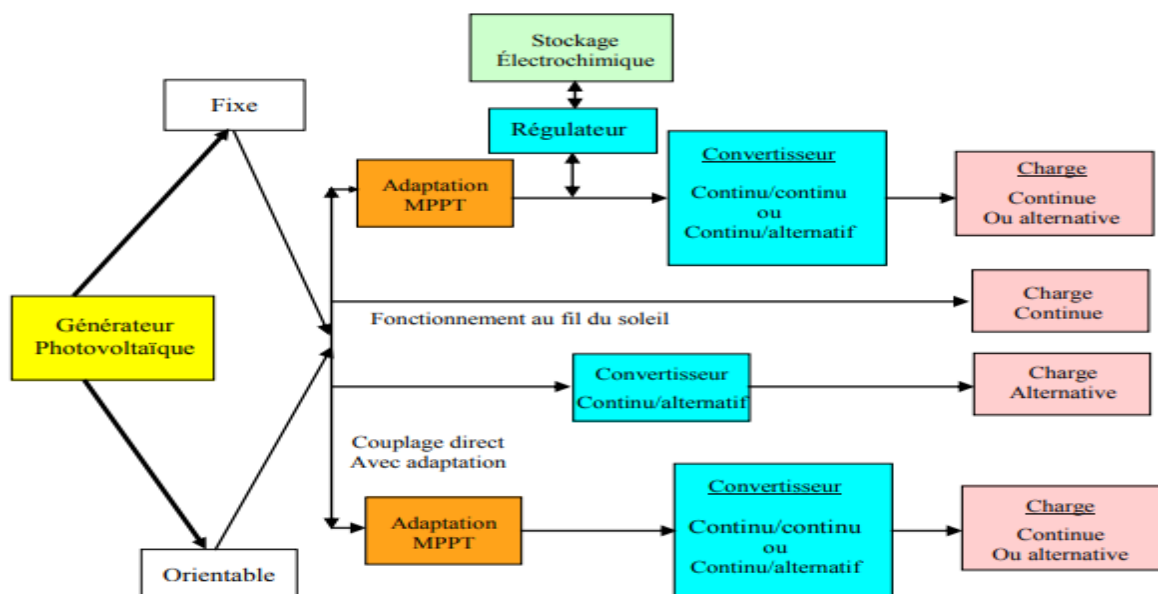 Stockage
Électrochimique
Fixe
Régulateur
Convertisseur
Continu/continu
ou
Continu/alternatif
Charge
Continue
Ou alternative
Adaptation
MPPT
Générateur
Photovoltaïque
Fonctionnement au fil du soleil
Charge
Continue
Convertisseur
Continu/alternatif
Charge
Alternative
Couplage direct
Avec adaptation
Adaptation
MPPT
Convertisseur
Continu/continu
ou
Continu/alternatif
Charge
Continue
Ou alternative
Orientable